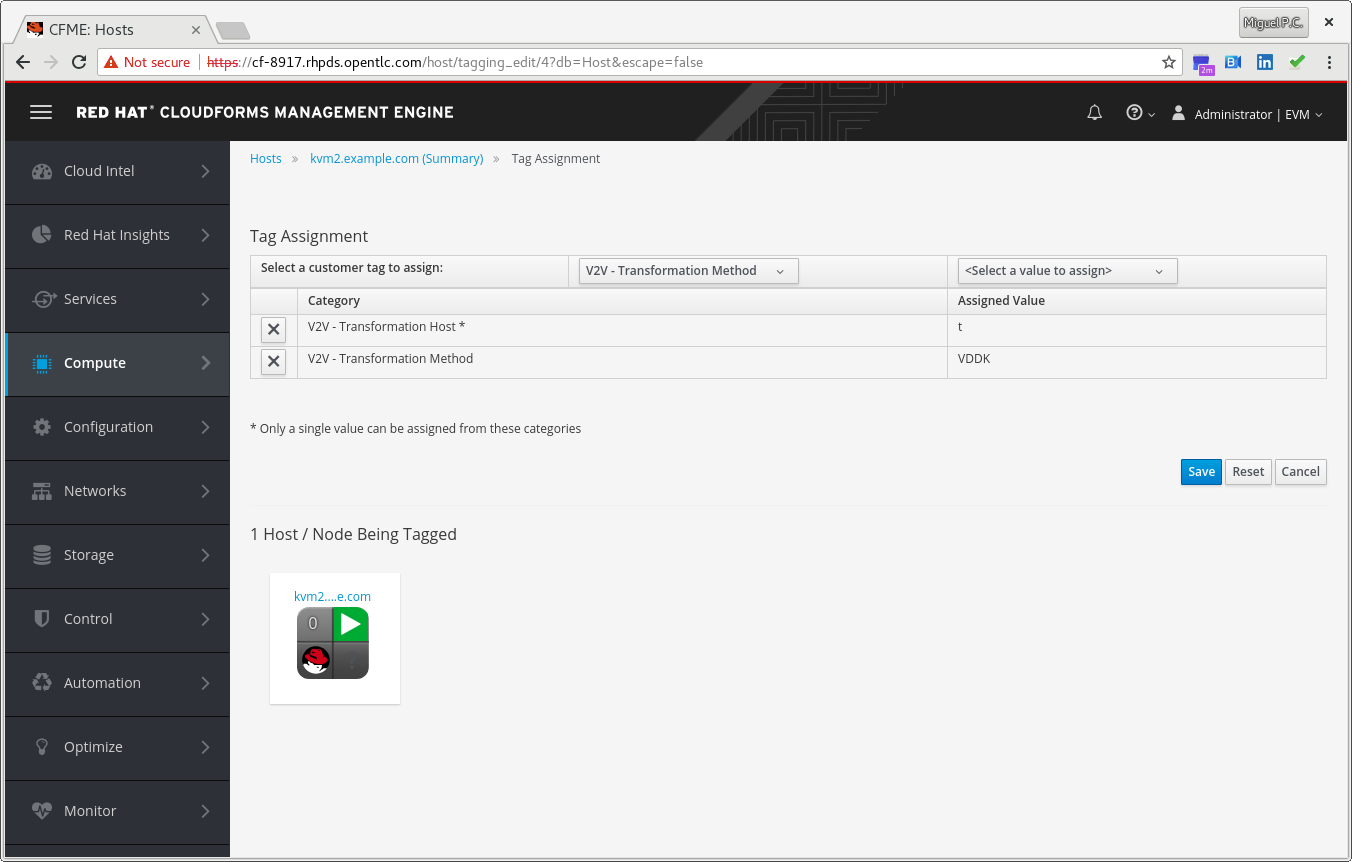 CFME: Hosts
Miguel P.C.
Not secure https://cf-8917.rhpds.opentlc.com/host/tagging_edit/4?db=Host&escape=false
2m
B
in
RED HAT® CLOUDFORMS MANAGEMENT ENGINE
Administrator | EVM
Cloud Intel
Red Hat Insights
Services
Compute
Configuration
Networks
Storage
Control
Automation
Optimize
Monitor
Hosts » kvm2.example.com (Summary) » Tag Assignment
Tag Assignment
Select a customer tag to assign: V2V - Transformation Method <Select a value to assign>
Category Assigned Value
V2V - Transformation Host * t
V2V - Transformation Method VDDK
* Only a single value can be assigned from these categories
Save Reset Cancel
1 Host / Node Being Tagged
kvm2....e.com
0